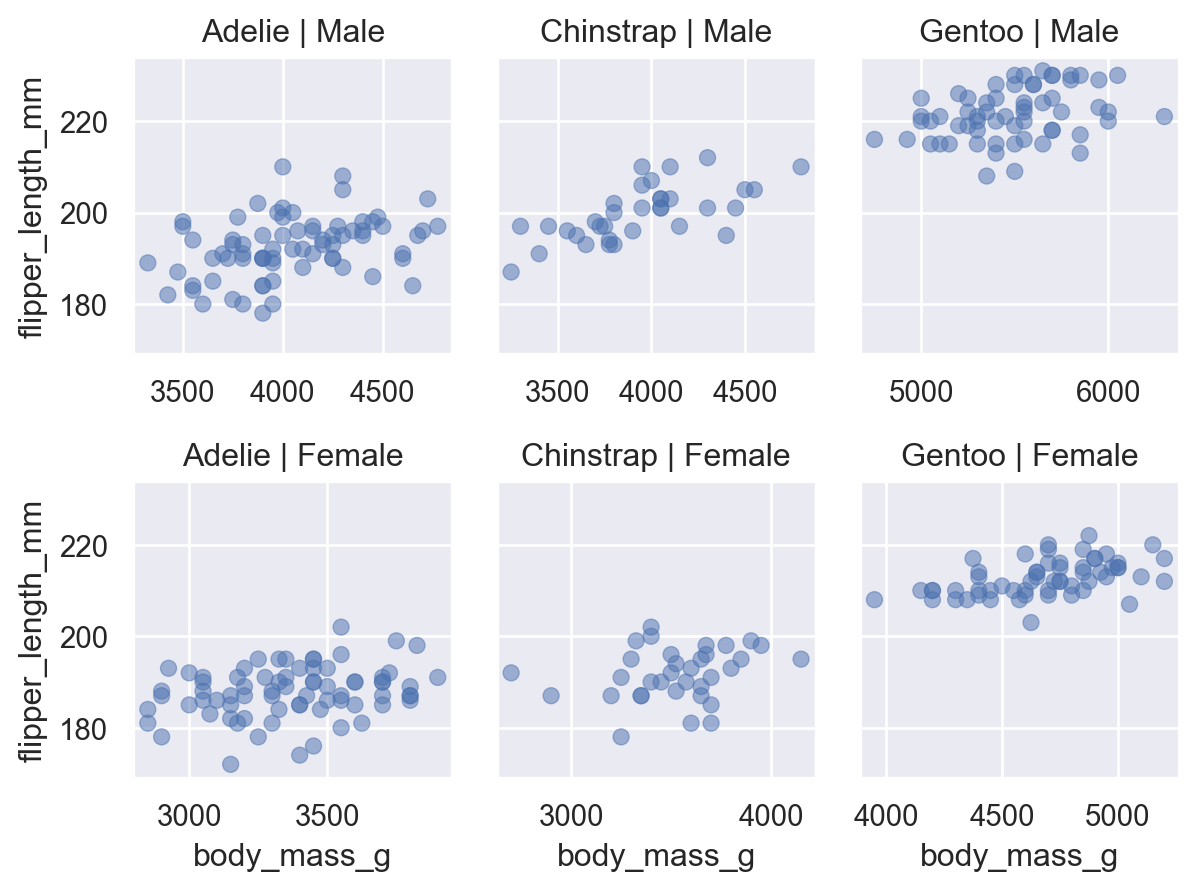 Adelie | Male
Chinstrap | Male
Gentoo | Male
flipper_length_mm
220
200
180
3500 4000 4500
3500 4000 4500
5000 6000
Adelie | Female
Chinstrap | Female
Gentoo | Female
flipper_length_mm
220
200
180
3000 3500
3000 4000
4000 4500 5000
body_mass_g
body_mass_g
body_mass_g